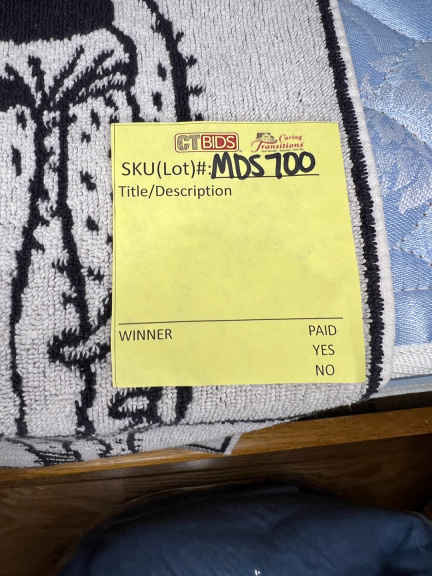 CTBIDS Caring Transitions
SKU(Lot)#: MDS700
Title/Description
WINNER PAID
YES
NO